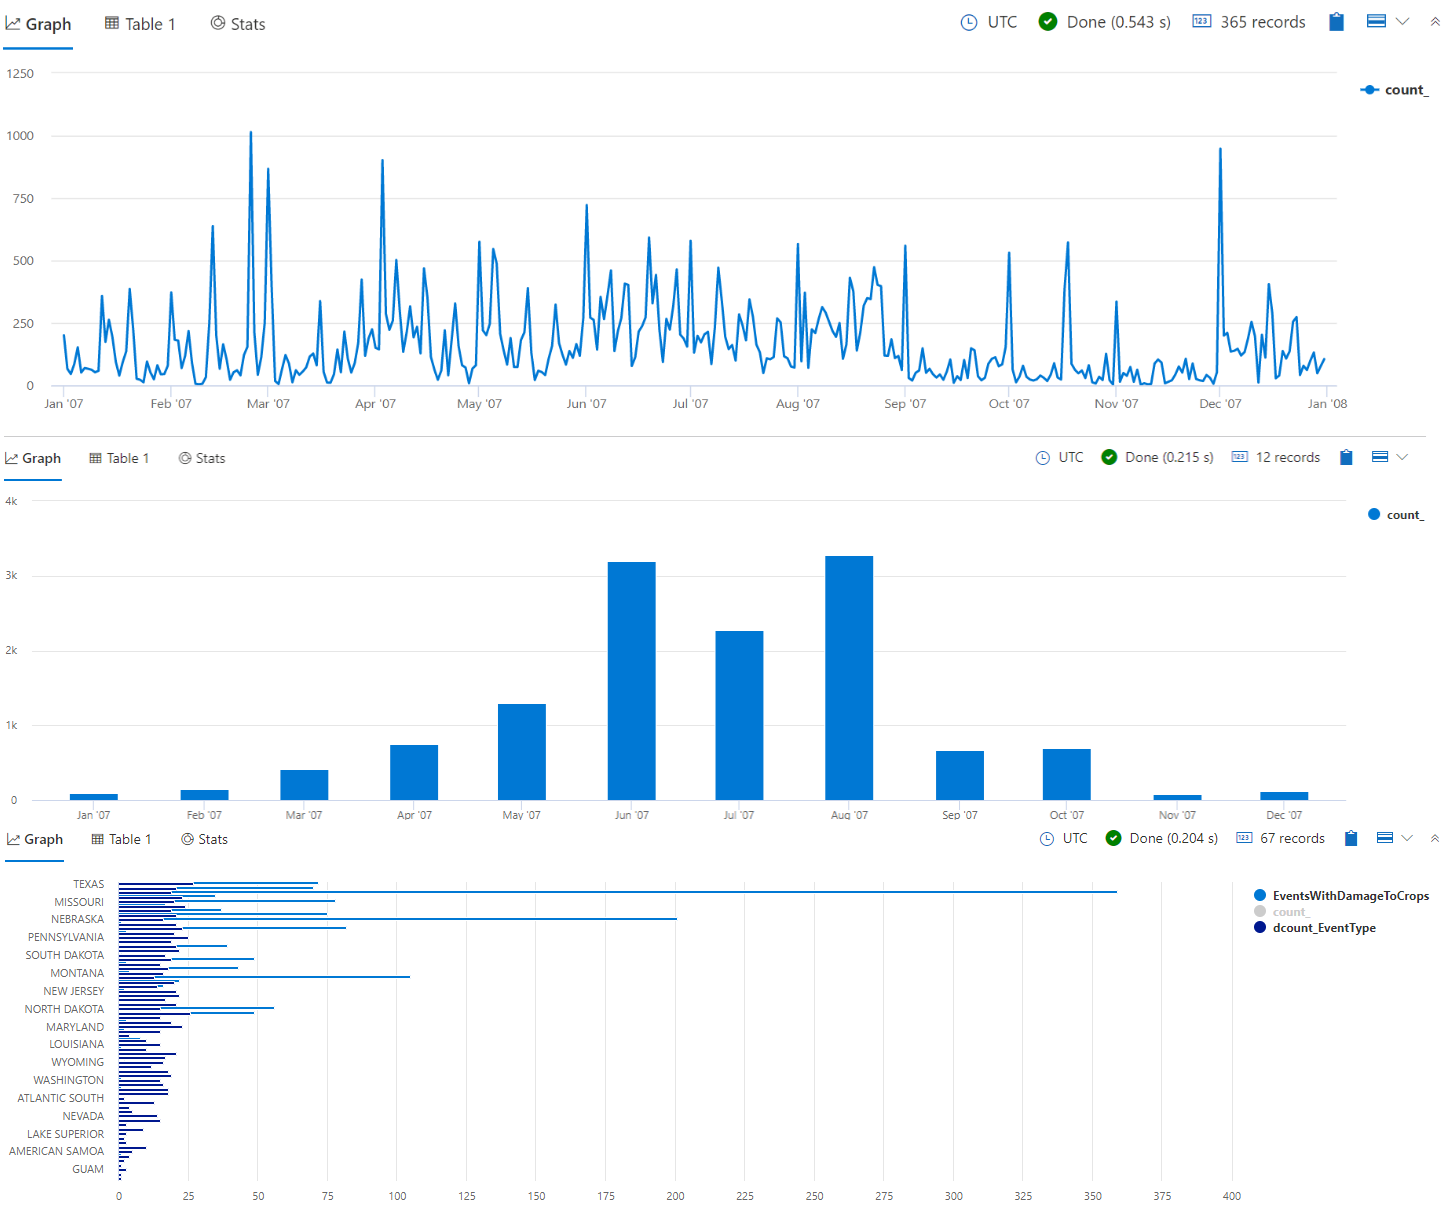 Graph Table 1 Stats UTC Done (0.543 s) 123 365 records
1250
count_
1000
750
500
250
0
Jan '07 Feb '07 Mar '07 Apr '07 May '07 Jun '07 Jul '07 Aug '07 Sep '07 Oct '07 Nov '07 Dec '07 Jan '08
Graph Table 1 Stats UTC Done (0.215 s) 123 12 records
4k
count_
3k
2k
1k
0
Jan '07 Feb '07 Mar '07 Apr '07 May '07 Jun '07 Jul '07 Aug '07 Sep '07 Oct '07 Nov '07 Dec '07
Graph Table 1 Stats UTC Done (0.204 s) 123 67 records
TEXAS
EventsWithDamageToCrops
MISSOURI
count_
NEBRASKA
dcount_EventType
PENNSYLVANIA
SOUTH DAKOTA
MONTANA
NEW JERSEY
NORTH DAKOTA
MARYLAND
LOUISIANA
WYOMING
WASHINGTON
ATLANTIC SOUTH
NEVADA
LAKE SUPERIOR
AMERICAN SAMOA
GUAM
0 25 50 75 100 125 150 175 200 225 250 275 300 325 350 375 400